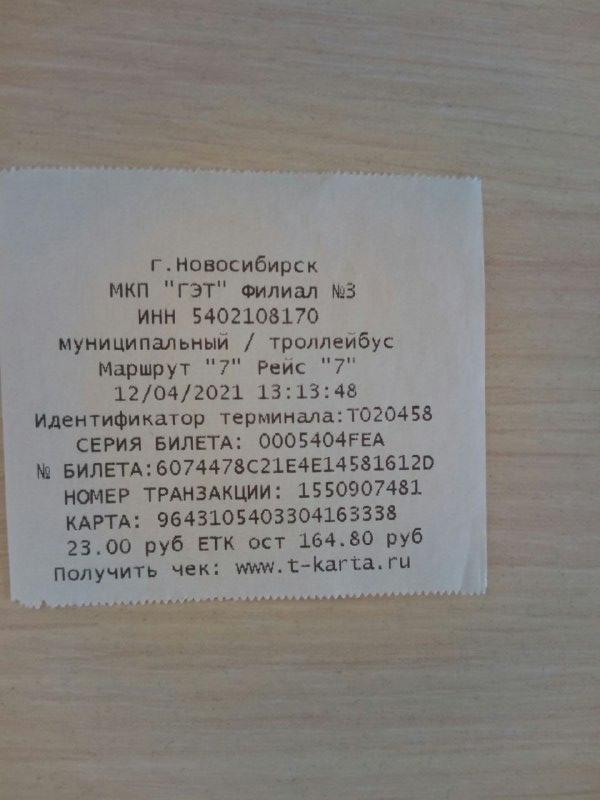 г.Новосибирск
МКП "ГЭТ" Филиал №3
ИНН 5402108170
муниципальный / троллейбус
Маршрут "7" Рейс "7"
12/04/2021 13:13:48
Идентификатор терминала:T020458
СЕРИЯ БИЛЕТА: 0005404FEA
№ БИЛЕТА:6074478C21E4E14581612D
НОМЕР ТРАНЗАКЦИИ: 1550907481
КАРТА: 9643105403304163338
23.00 руб ЕТК ост 164.80 руб
Получить чек: www.t-karta.ru